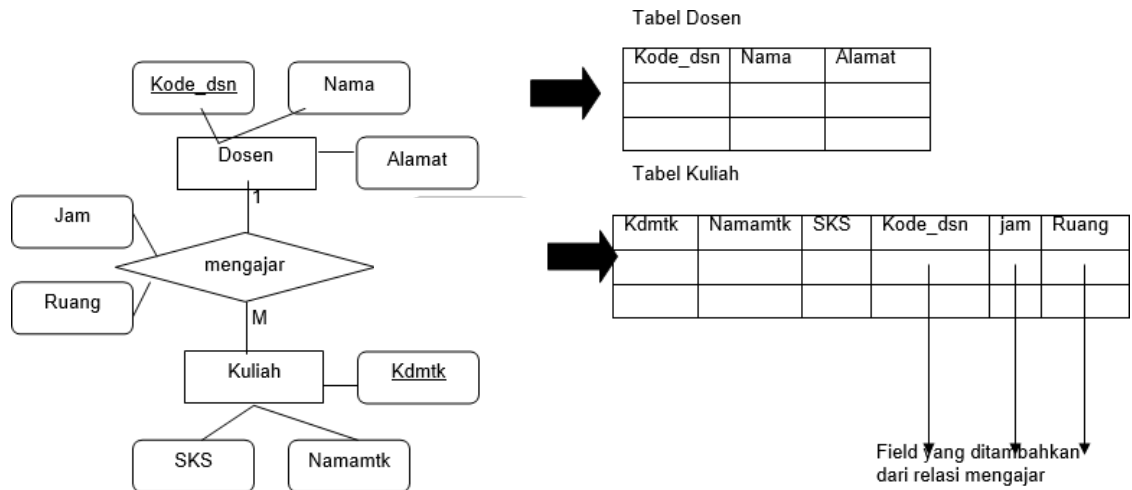 Tabel Dosen
Kode_dsn Nama Alamat
Kode_dsn Nama
Dosen Alamat
1
Jam
mengajar
Ruang
M
Kuliah Kdmtk
SKS Namamtk
Tabel Kuliah
Kdmtk Namamtk SKS Kode_dsn jam Ruang
Field yang ditambahkan
dari relasi mengajar